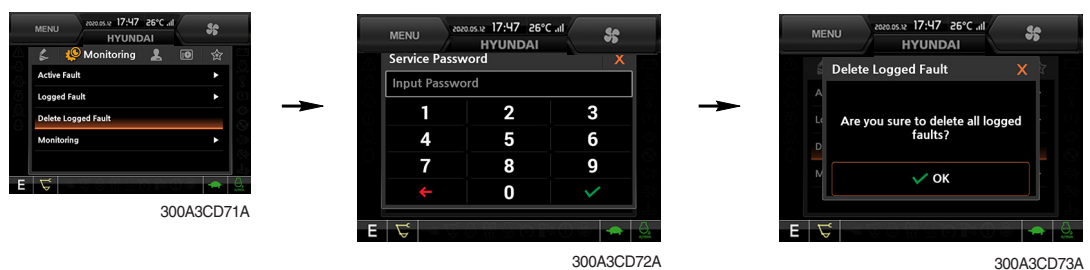 MENU
2020.05.12 17:47 26°C
HYUNDAI
Monitoring
Active Fault
Logged Fault
Delete Logged Fault
Monitoring
E
300A3CD71A
MENU
2020.05.12 17:47 26°C
HYUNDAI
Service Password X
Input Password
1 2 3
4 5 6
7 8 9
0
E
300A3CD72A
MENU
2020.05.12 17:47 26°C
HYUNDAI
Delete Logged Fault X
Are you sure to delete all logged
faults?
OK
E
300A3CD73A